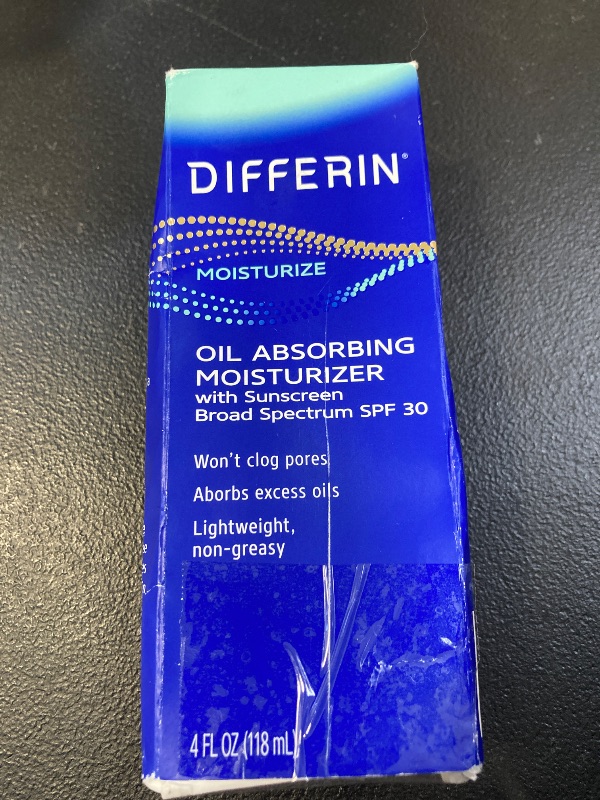 DIFFERIN®
MOISTURIZE
OIL ABSORBING
MOISTURIZER
with Sunscreen
Broad Spectrum SPF 30
Won't clog pores
Aborbs excess oils
Lightweight,
non-greasy
4 FL OZ (118 mL)